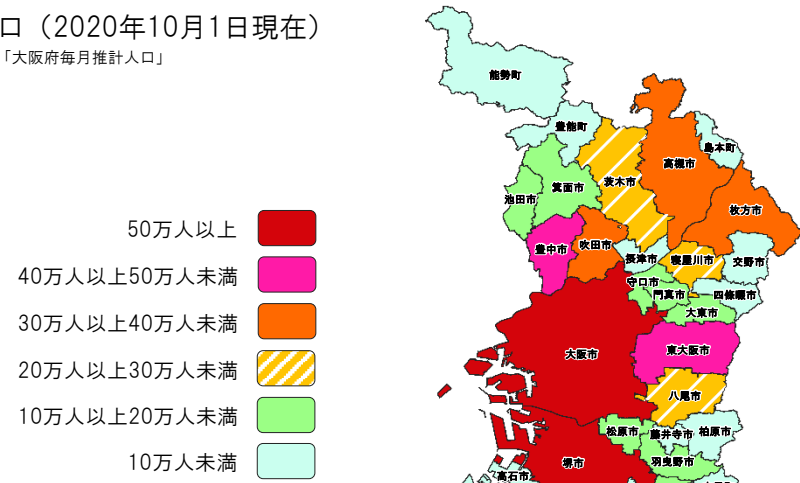 口（2020年10月1日現在）
「大阪府毎月推計人口」
50万人以上
40万人以上50万人未満
30万人以上40万人未満
20万人以上30万人未満
10万人以上20万人未満
10万人未満
能勢町
豊能町
島本町
高槻市
茨木市
箕面市
池田市
枚方市
豊中市
吹田市
摂津市
寝屋川市
交野市
守口市
門真市
四條畷市
大東市
大阪市
東大阪市
八尾市
松原市
藤井寺市
柏原市
羽曳野市
堺市
高石市